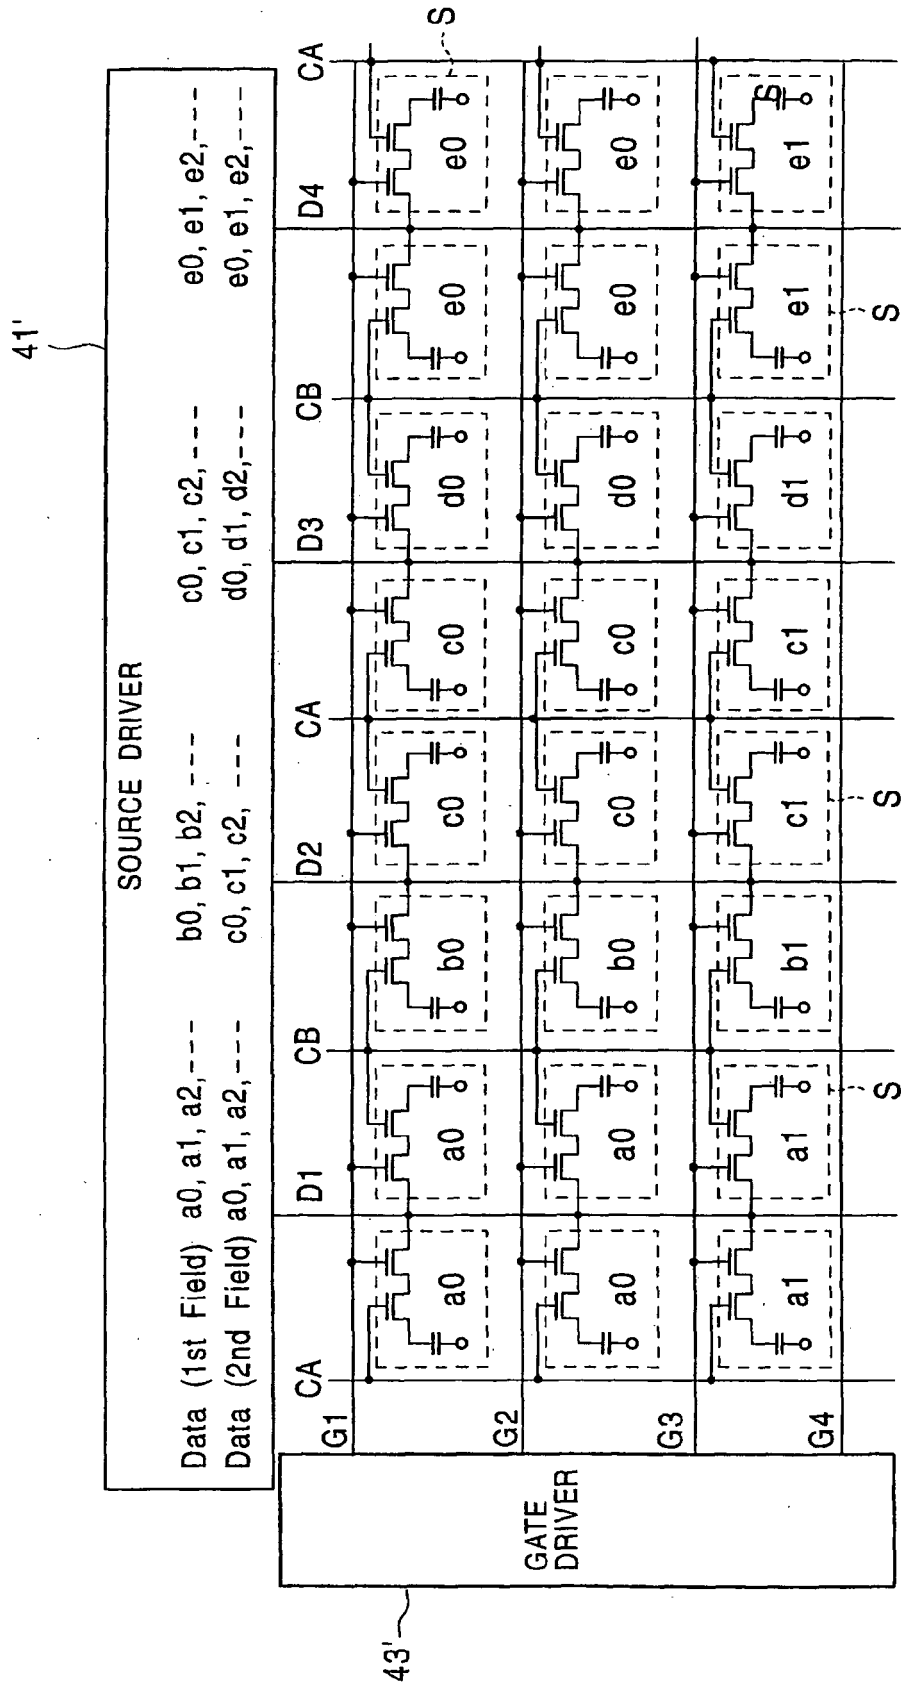 41'
SOURCE DRIVER
Data (1st Field) a0, a1, a2,--- b0, b1, b2, --- c0, c1, c2,--- e0, e1, e2,---
Data (2nd Field) a0, a1, a2,--- c0, c1, c2, --- d0, d1, d2,--- e0, e1, e2,---
CA D1 CB D2 CA D3 CB D4 CA
S
G1
a0 a0 b0 c0 c0 d0 e0 e0
G2
a0 a0 b0 c0 c0 d0 e0 e0
G3
a1 a1 b1 c1 c1 d1 e1 e1
S
G4
S S S
GATE
DRIVER
43'